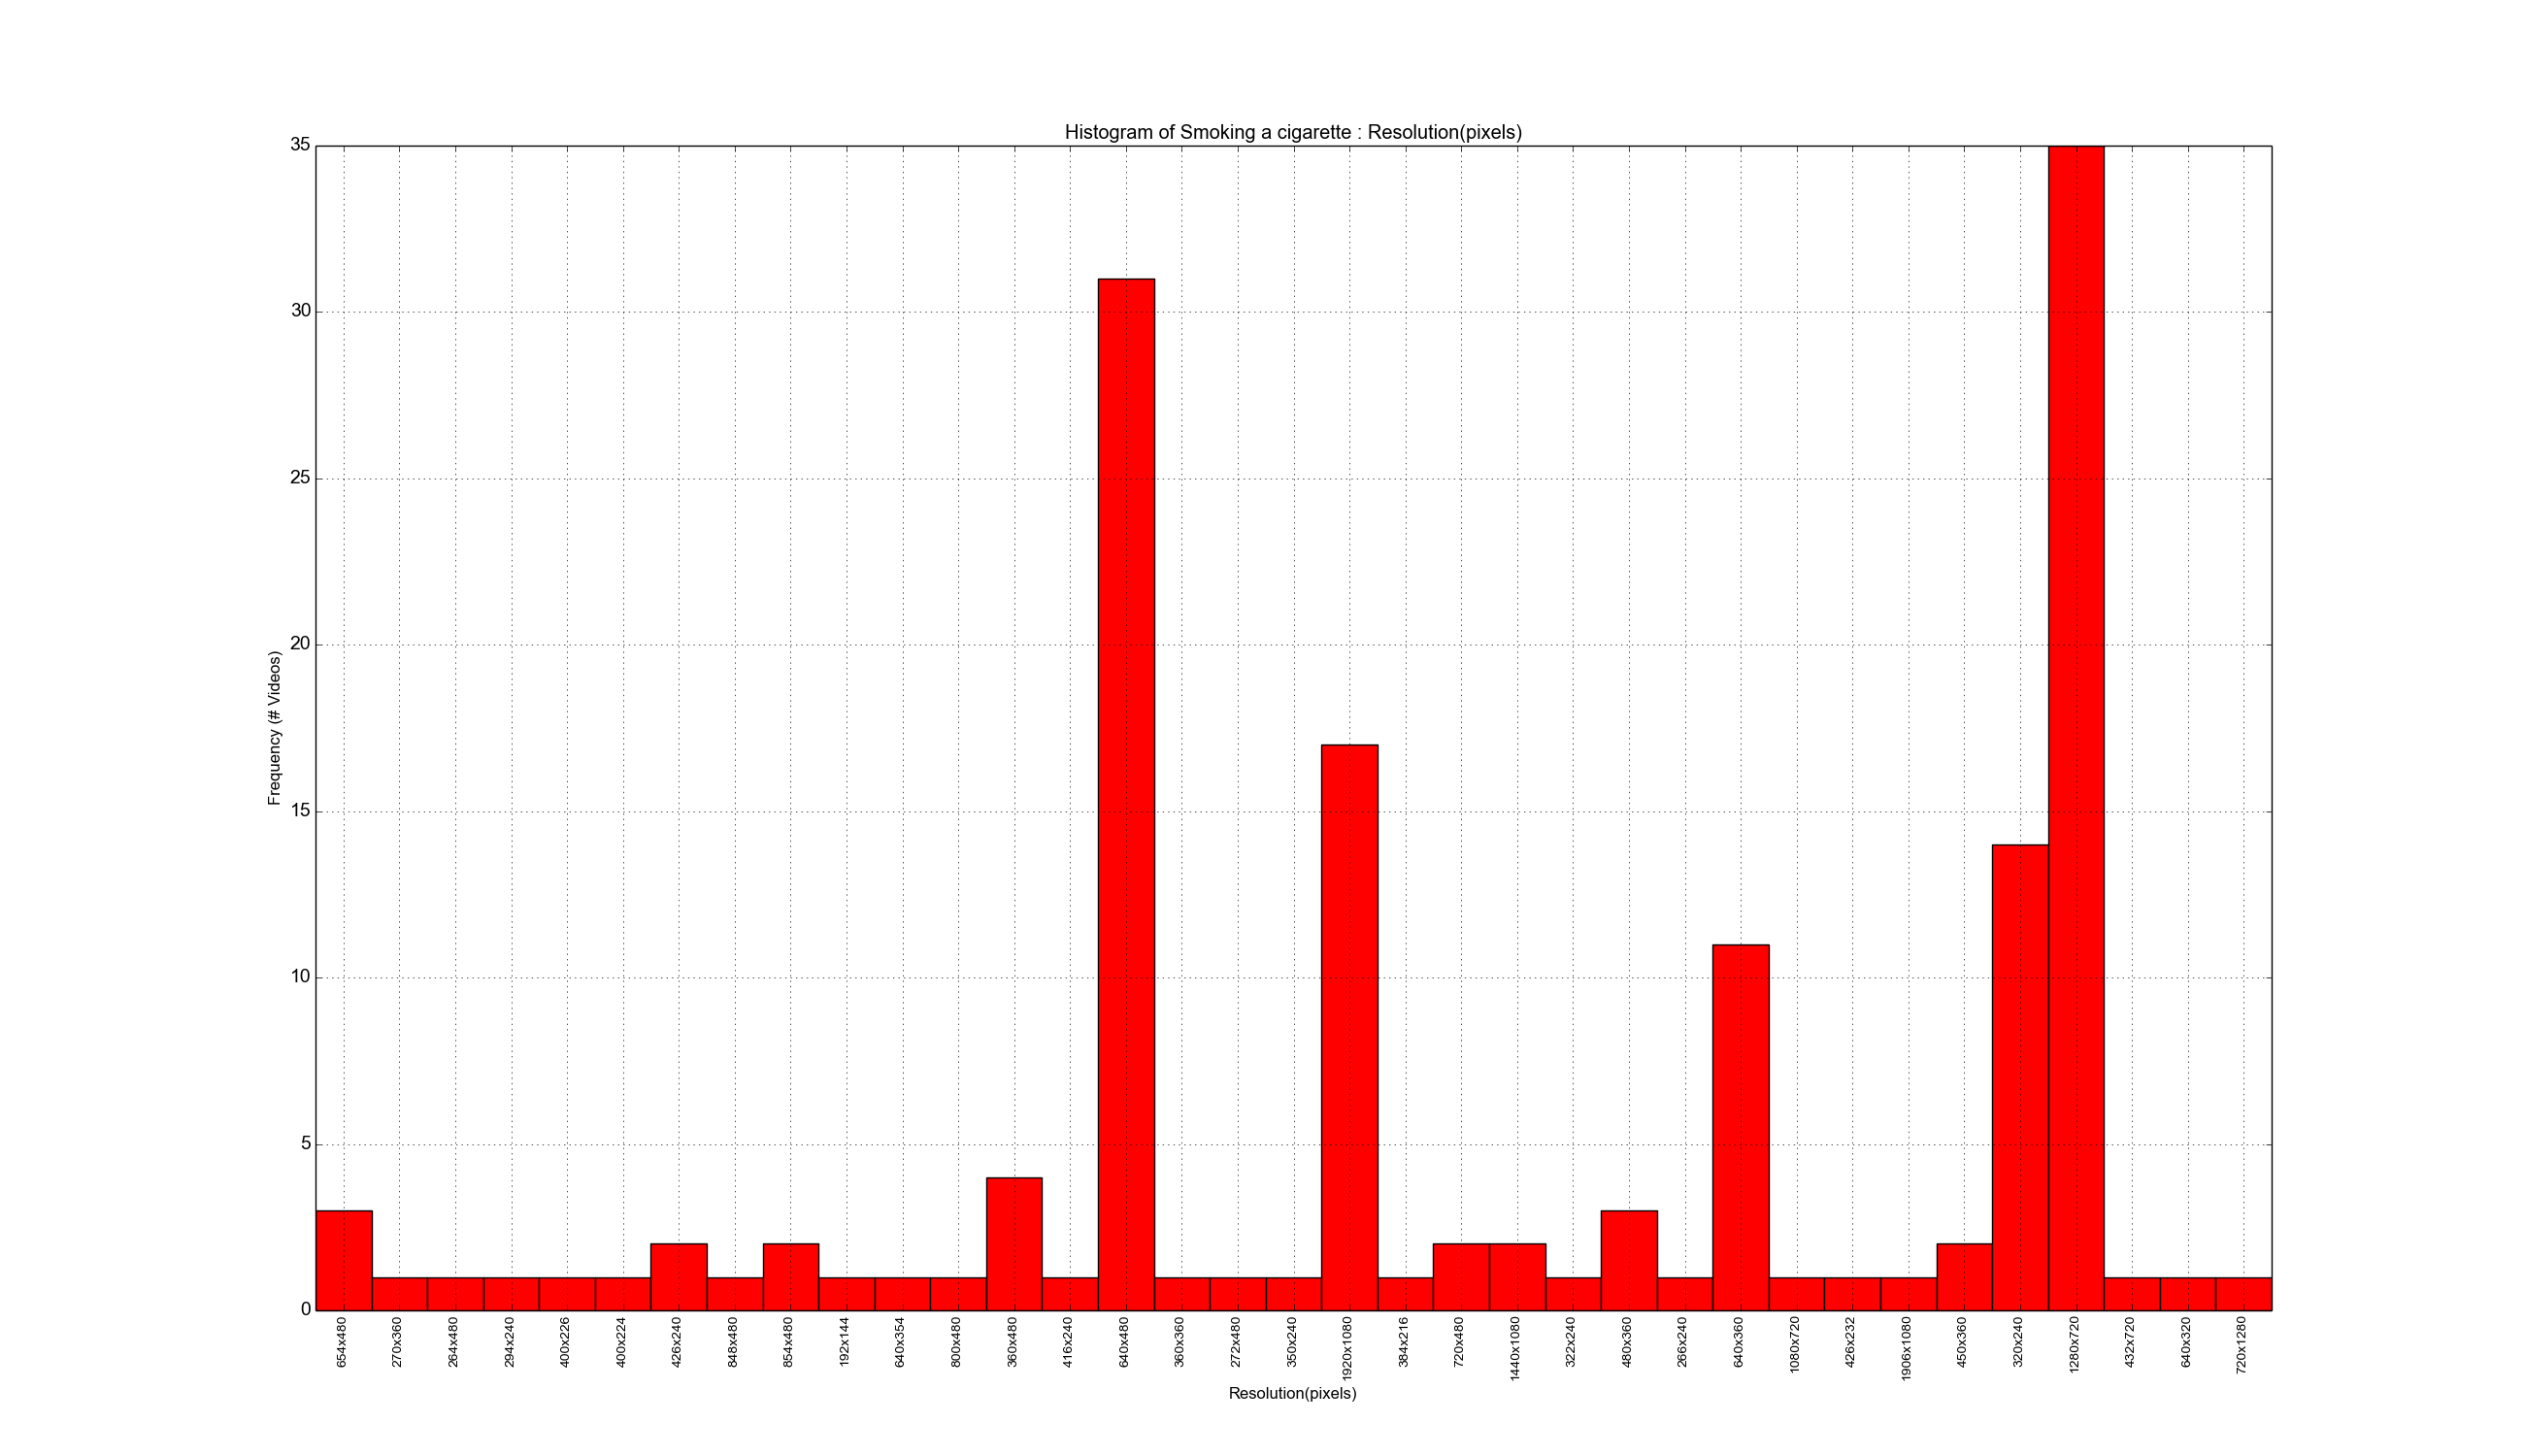 Histogram of Smoking a cigarette : Resolution(pixels)
35
30
25
20
15
10
5
0
Frequency (# Videos)
654x480
270x360
264x480
294x240
400x226
400x224
426x240
848x480
854x480
192x144
640x354
800x480
360x480
416x240
640x480
360x360
272x480
350x240
1920x1080
384x216
720x480
1440x1080
322x240
480x360
266x240
640x360
1080x720
426x232
1906x1080
450x360
320x240
1280x720
432x720
640x320
720x1280
Resolution(pixels)